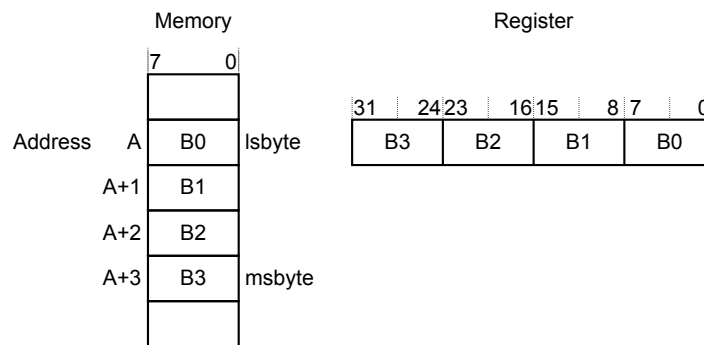 Memory Register
7 0
31 24 23 16 15 8 7 0
Address A B0 lsbyte B3 B2 B1 B0
A+1 B1
A+2 B2
A+3 B3 msbyte